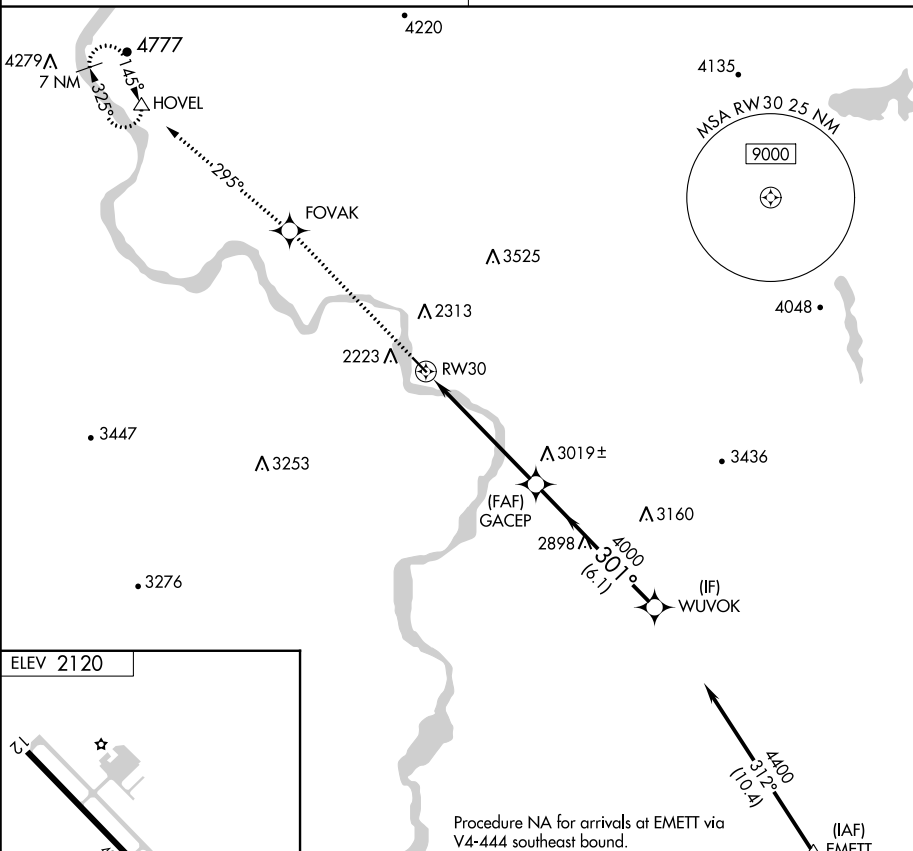 4220
4777
4279
7 NM
145°
325°
HOVEL
4135
MSA RW30 25 NM
9000
295°
FOVAK
3525
2313
4048
2223
RW30
3447
3253
3019±
3436
(FAF)
GACEP
3160
2898
4000
301°
(6.1)
3276
(IF)
WUVOK
ELEV 2120
12
4400
312°
(10.4)
Procedure NA for arrivals at EMETT via
V4-444 southeast bound.
(IAF)
EMETT